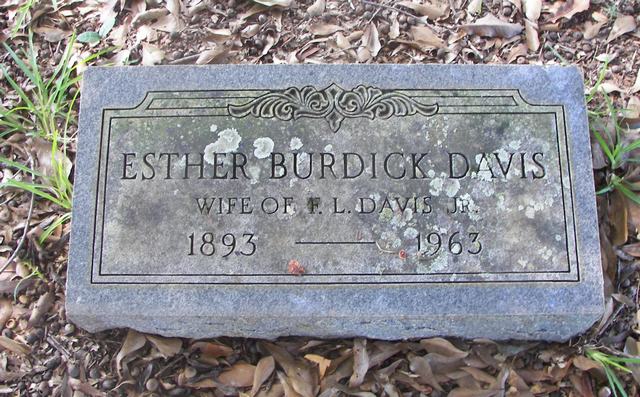 ESTHER BURDICK DAVIS
WIFE OF F. L. DAVIS JR.
1893 — 1963